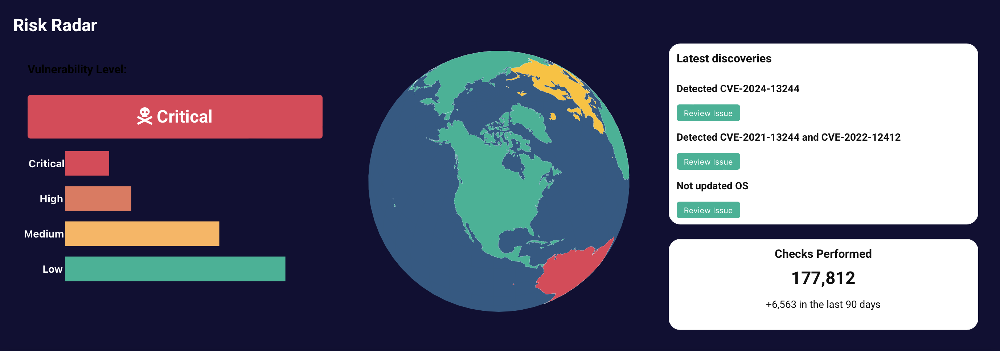 Risk Radar
Vulnerability Level:
Critical
Critical
High
Medium
Low
Latest discoveries
Detected CVE-2024-13244
Review Issue
Detected CVE-2021-13244 and CVE-2022-12412
Review Issue
Not updated OS
Review Issue
Checks Performed
177,812
+6,563 in the last 90 days